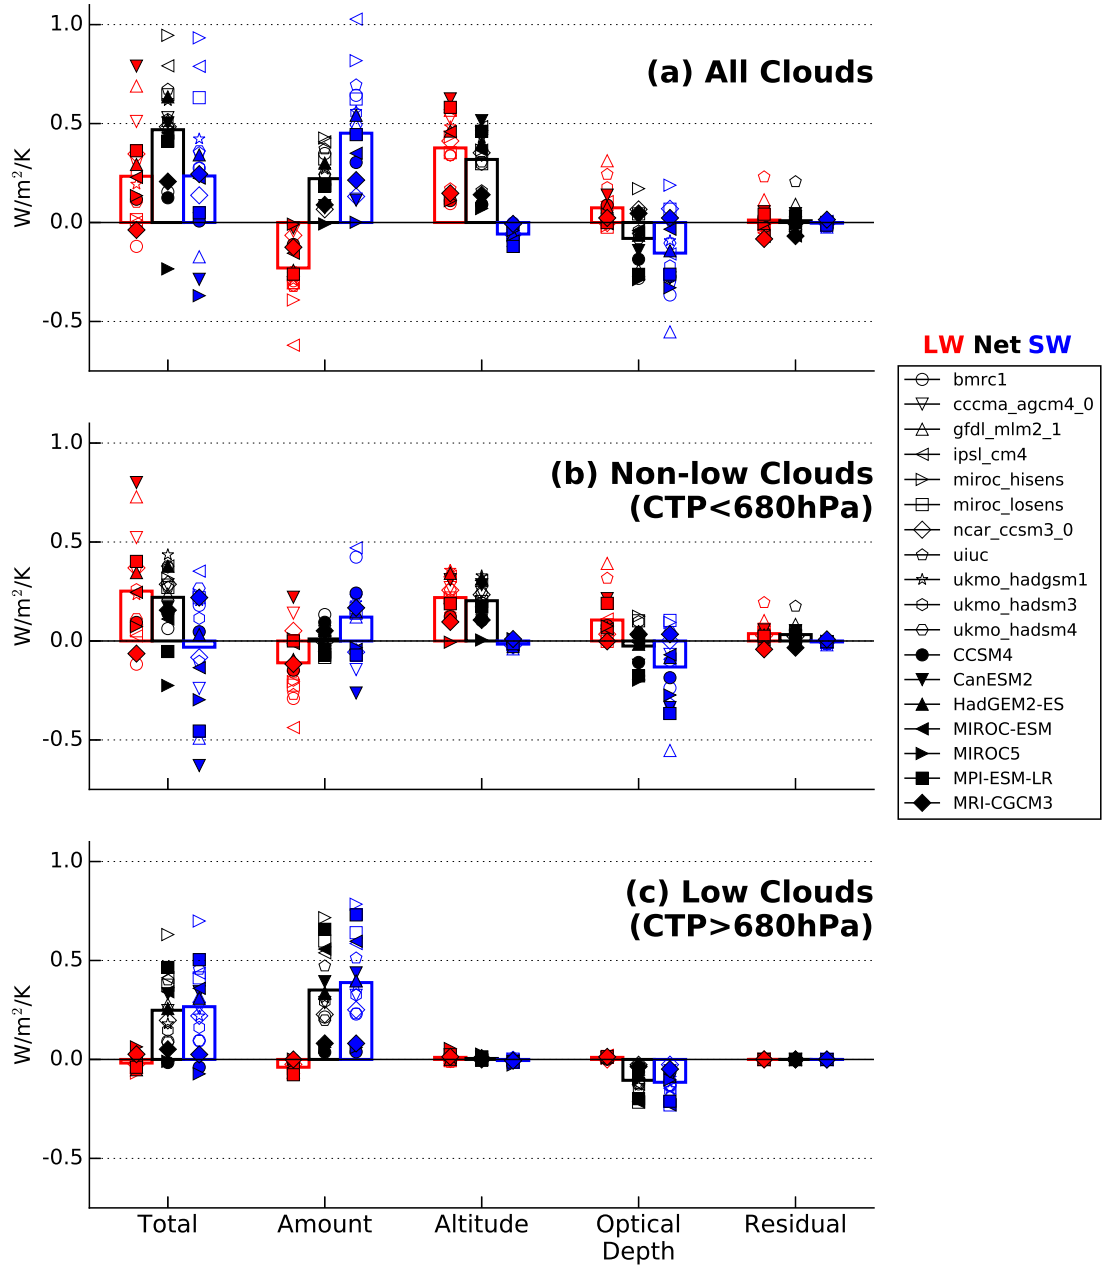 1.0
0.5
0.0
-0.5
W/m²/K
(a) All Clouds
1.0
0.5
0.0
-0.5
W/m²/K
(b) Non-low Clouds
(CTP<680hPa)
1.0
0.5
0.0
-0.5
W/m²/K
(c) Low Clouds
(CTP>680hPa)
Total
Amount
Altitude
Optical
Depth
Residual
LW Net SW
bmrc1
cccma_agcm4_0
gfdl_mlm2_1
ipsl_cm4
miroc_hisens
miroc_losens
ncar_ccsm3_0
uiuc
ukmo_hadgsm1
ukmo_hadsm3
ukmo_hadsm4
CCSM4
CanESM2
HadGEM2-ES
MIROC-ESM
MIROC5
MPI-ESM-LR
MRI-CGCM3